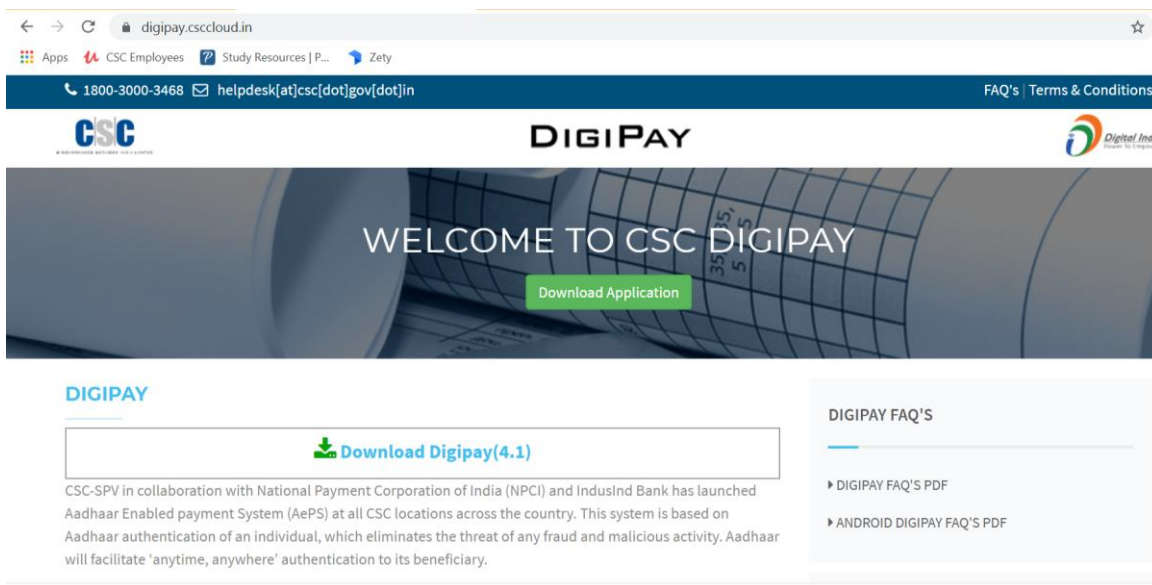 digipay.csccloud.in
Apps CSC Employees Study Resources | P... Zety
1800-3000-3468 helpdesk[at]csc[dot]gov[dot]in FAQ's | Terms & Conditions
CSC DIGIPAY Digital Ind
WELCOME TO CSC DIGIPAY
Download Application
DIGIPAY
DIGIPAY FAQ'S
Download Digipay(4.1)
CSC-SPV in collaboration with National Payment Corporation of India (NPCI) and IndusInd Bank has launched
Aadhaar Enabled payment System (AePS) at all CSC locations across the country. This system is based on
Aadhaar authentication of an individual, which eliminates the threat of any fraud and malicious activity. Aadhaar
will facilitate 'anytime, anywhere' authentication to its beneficiary.
DIGIPAY FAQ'S PDF
ANDROID DIGIPAY FAQ'S PDF